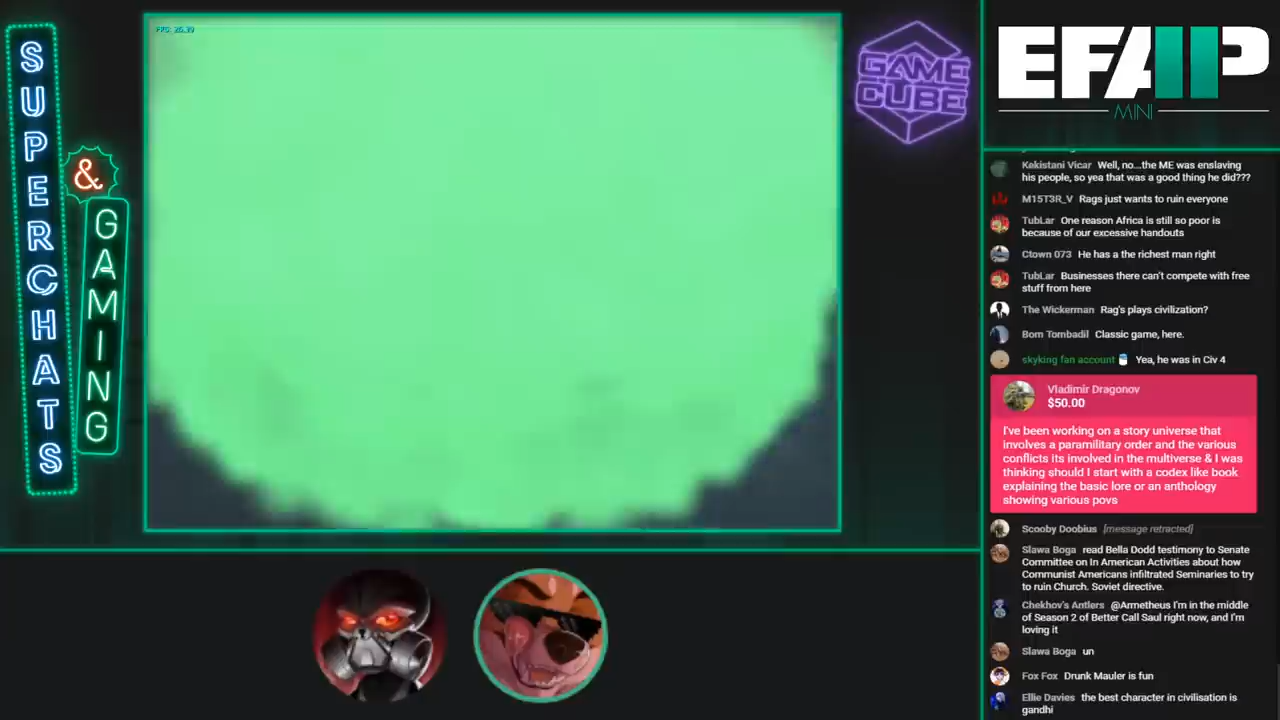 SUPERCHATS
&
GAMING
FPS: 25.29
GAME
CUBE
EFAP
MINI
Kekistani Vicar Well, no...the ME was enslaving
his people, so yea that was a good thing he did???
M15T3R_V Rags just wants to ruin everyone
TubLar One reason Africa is still so poor is
because of our excessive handouts
Ctown 073 He has a the richest man right
TubLar Businesses there can't compete with free
stuff from here
The Wickerman Rag's plays civilization?
Bom Tombadil Classic game, here.
skyking fan account Yea, he was in Civ 4
Vladimir Dragonov
$50.00
I've been working on a story universe that
involves a paramilitary order and the various
conflicts its involved in the multiverse & I was
thinking should I start with a codex like book
explaining the basic lore or an anthology
showing various povs
Scooby Doobius [message retracted]
Slawa Boga read Bella Dodd testimony to Senate
Committee on In American Activities about how
Communist Americans infiltrated Seminaries to try
to ruin Church. Soviet directive.
Chekhov's Antlers @Armetheus I'm in the middle
of Season 2 of Better Call Saul right now, and I'm
loving it
Slawa Boga un
Fox Fox Drunk Mauler is fun
Ellie Davies the best character in civilisation is
gandhi